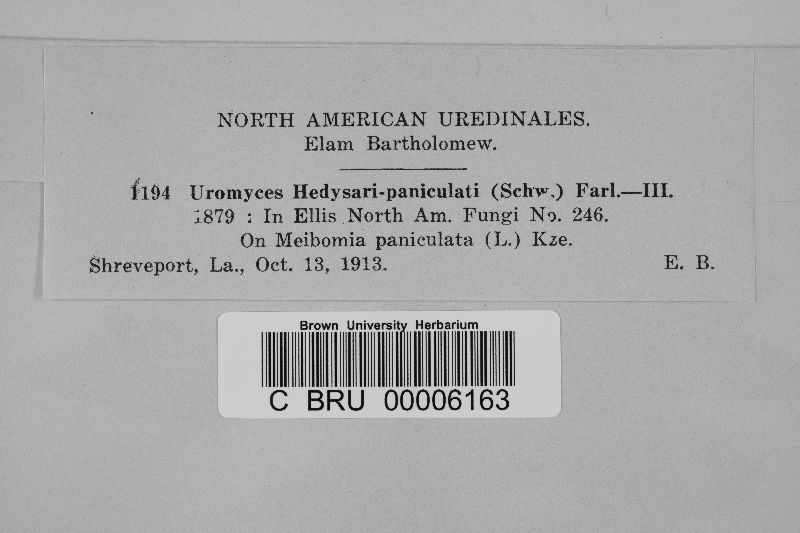 NORTH AMERICAN UREDINALES.
Elam Bartholomew.
1194 Uromyces Hedysari-paniculati (Schw.) Farl.—III.
1879 : In Ellis North Am. Fungi No. 246.
On Meibomia paniculata (L.) Kze.
Shreveport, La., Oct. 13, 1913. E. B.
Brown University Herbarium
C BRU 00006163